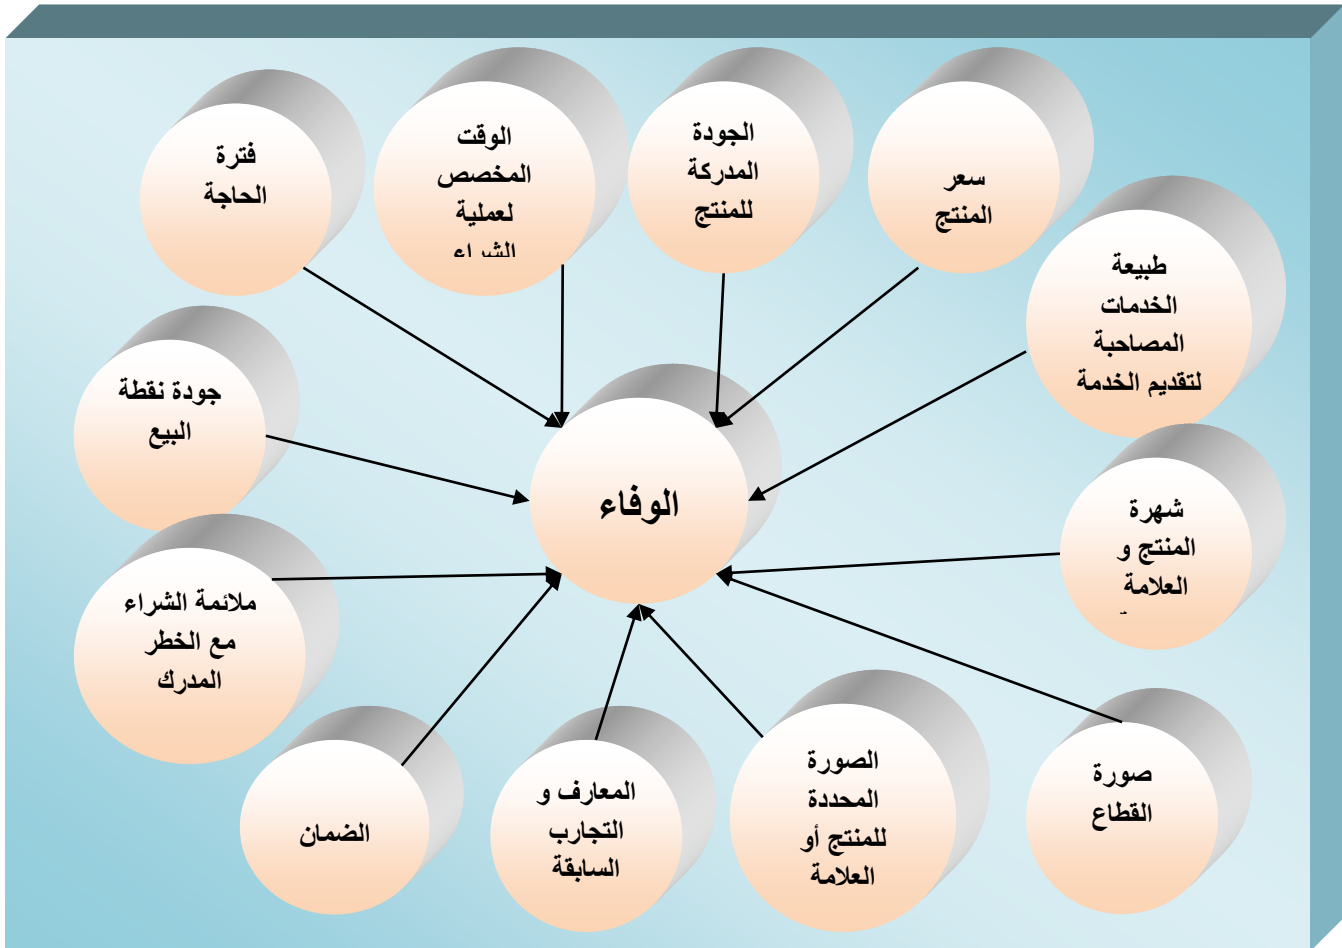 فترة
الحاجة
الوقت
المخصص
لعملية
الشراء
الجودة
المدركة
للمنتج
سعر
المنتج
طبيعة
الخدمات
المصاحبة
لتقديم الخدمة
جودة نقطة
البيع
الوفاء
شهرة
المنتج و
العلامة
ملائمة الشراء
مع الخطر
المدرك
الضمان
المعارف و
التجارب
السابقة
الصورة
المحددة
للمنتج أو
العلامة
صورة
القطاع